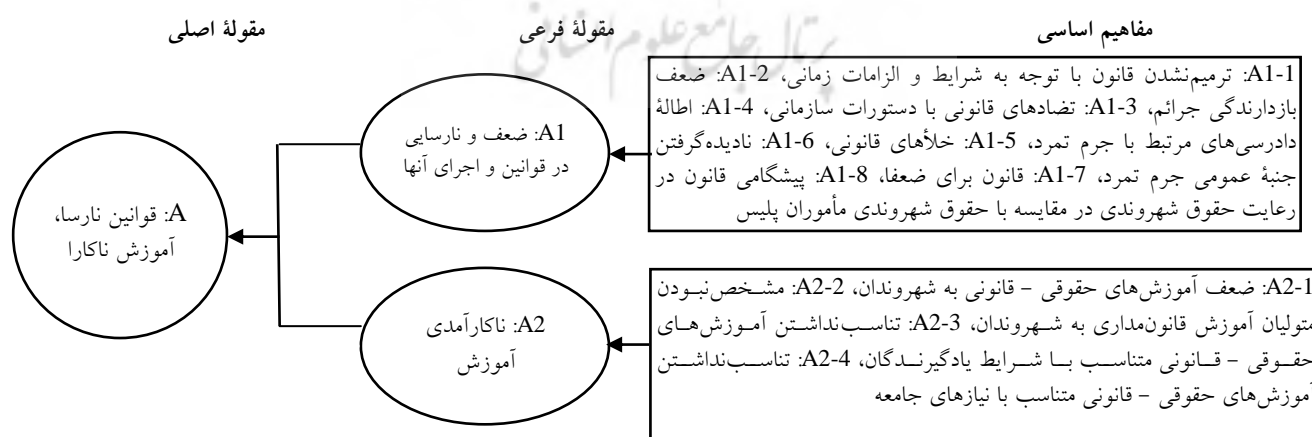 پرتال جامع علوم انسانی
مفاهیم اساسی
مقولهٔ فرعی
مقولهٔ اصلی
A1-1: ترمیم‌نشدن قانون با توجه به شرایط و الزامات زمانی، A1-2: ضعف
بازدارندگی جرائم، A1-3: تضادهای قانونی با دستورات سازمانی، A1-4: اطالهٔ
دادرسی‌های مرتبط با جرم تمرد، A1-5: خلأهای قانونی، A1-6: نادیده‌گرفتن
جنبهٔ عمومی جرم تمرد، A1-7: قانون برای ضعفا، A1-8: پیشگامی قانون در
رعایت حقوق شهروندی در مقایسه با حقوق شهروندی مأموران پلیس
A1: ضعف و نارسایی
در قوانین و اجرای آنها
A: قوانین نارسا،
آموزش ناکارا
A2-1: ضعف آموزش‌های حقوقی – قانونی به شهروندان، A2-2: مشخص‌نبودن
متولیان آموزش قانون‌مداری به شهروندان، A2-3: تناسب‌نداشتن آموزش‌های
حقوقی – قانونی متناسب با شرایط یادگیرندگان، A2-4: تناسب‌نداشتن
آموزش‌های حقوقی – قانونی متناسب با نیازهای جامعه
A2: ناکارآمدی
آموزش